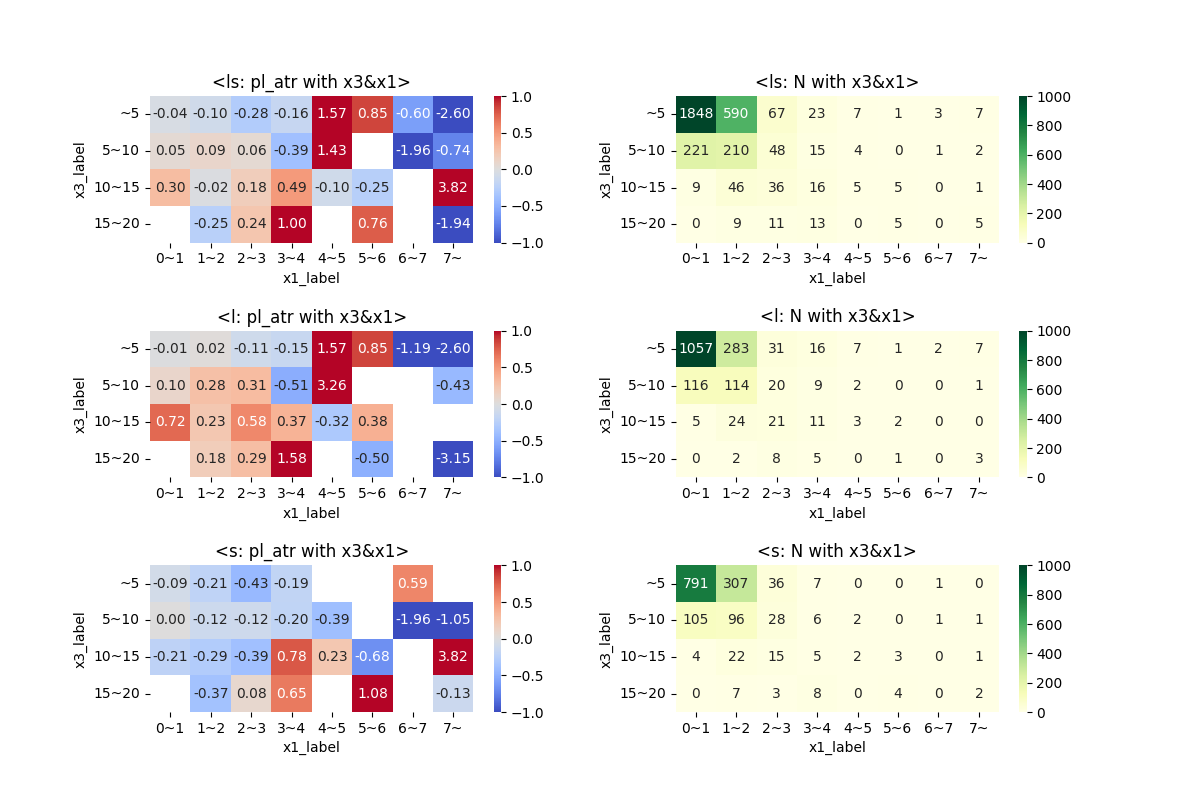 <ls: pl_atr with x3&x1>
x3_label
~5 -0.04 -0.10 -0.28 -0.16 1.57 0.85 -0.60 -2.60
5~10 0.05 0.09 0.06 -0.39 1.43 -1.96 -0.74
10~15 0.30 -0.02 0.18 0.49 -0.10 -0.25 3.82
15~20 -0.25 0.24 1.00 0.76 -1.94
0~1 1~2 2~3 3~4 4~5 5~6 6~7 7~
x1_label
1.0
0.5
0.0
−0.5
−1.0
<ls: N with x3&x1>
x3_label
~5 1848 590 67 23 7 1 3 7
5~10 221 210 48 15 4 0 1 2
10~15 9 46 36 16 5 5 0 1
15~20 0 9 11 13 0 5 0 5
0~1 1~2 2~3 3~4 4~5 5~6 6~7 7~
x1_label
1000
800
600
400
200
0
<l: pl_atr with x3&x1>
x3_label
~5 -0.01 0.02 -0.11 -0.15 1.57 0.85 -1.19 -2.60
5~10 0.10 0.28 0.31 -0.51 3.26 -0.43
10~15 0.72 0.23 0.58 0.37 -0.32 0.38
15~20 0.18 0.29 1.58 -0.50 -3.15
0~1 1~2 2~3 3~4 4~5 5~6 6~7 7~
x1_label
1.0
0.5
0.0
−0.5
−1.0
<l: N with x3&x1>
x3_label
~5 1057 283 31 16 7 1 2 7
5~10 116 114 20 9 2 0 0 1
10~15 5 24 21 11 3 2 0 0
15~20 0 2 8 5 0 1 0 3
0~1 1~2 2~3 3~4 4~5 5~6 6~7 7~
x1_label
1000
800
600
400
200
0
<s: pl_atr with x3&x1>
x3_label
~5 -0.09 -0.21 -0.43 -0.19 0.59
5~10 0.00 -0.12 -0.12 -0.20 -0.39 -1.96 -1.05
10~15 -0.21 -0.29 -0.39 0.78 0.23 -0.68 3.82
15~20 -0.37 0.08 0.65 1.08 -0.13
0~1 1~2 2~3 3~4 4~5 5~6 6~7 7~
x1_label
1.0
0.5
0.0
−0.5
−1.0
<s: N with x3&x1>
x3_label
~5 791 307 36 7 0 0 1 0
5~10 105 96 28 6 2 0 1 1
10~15 4 22 15 5 2 3 0 1
15~20 0 7 3 8 0 4 0 2
0~1 1~2 2~3 3~4 4~5 5~6 6~7 7~
x1_label
1000
800
600
400
200
0